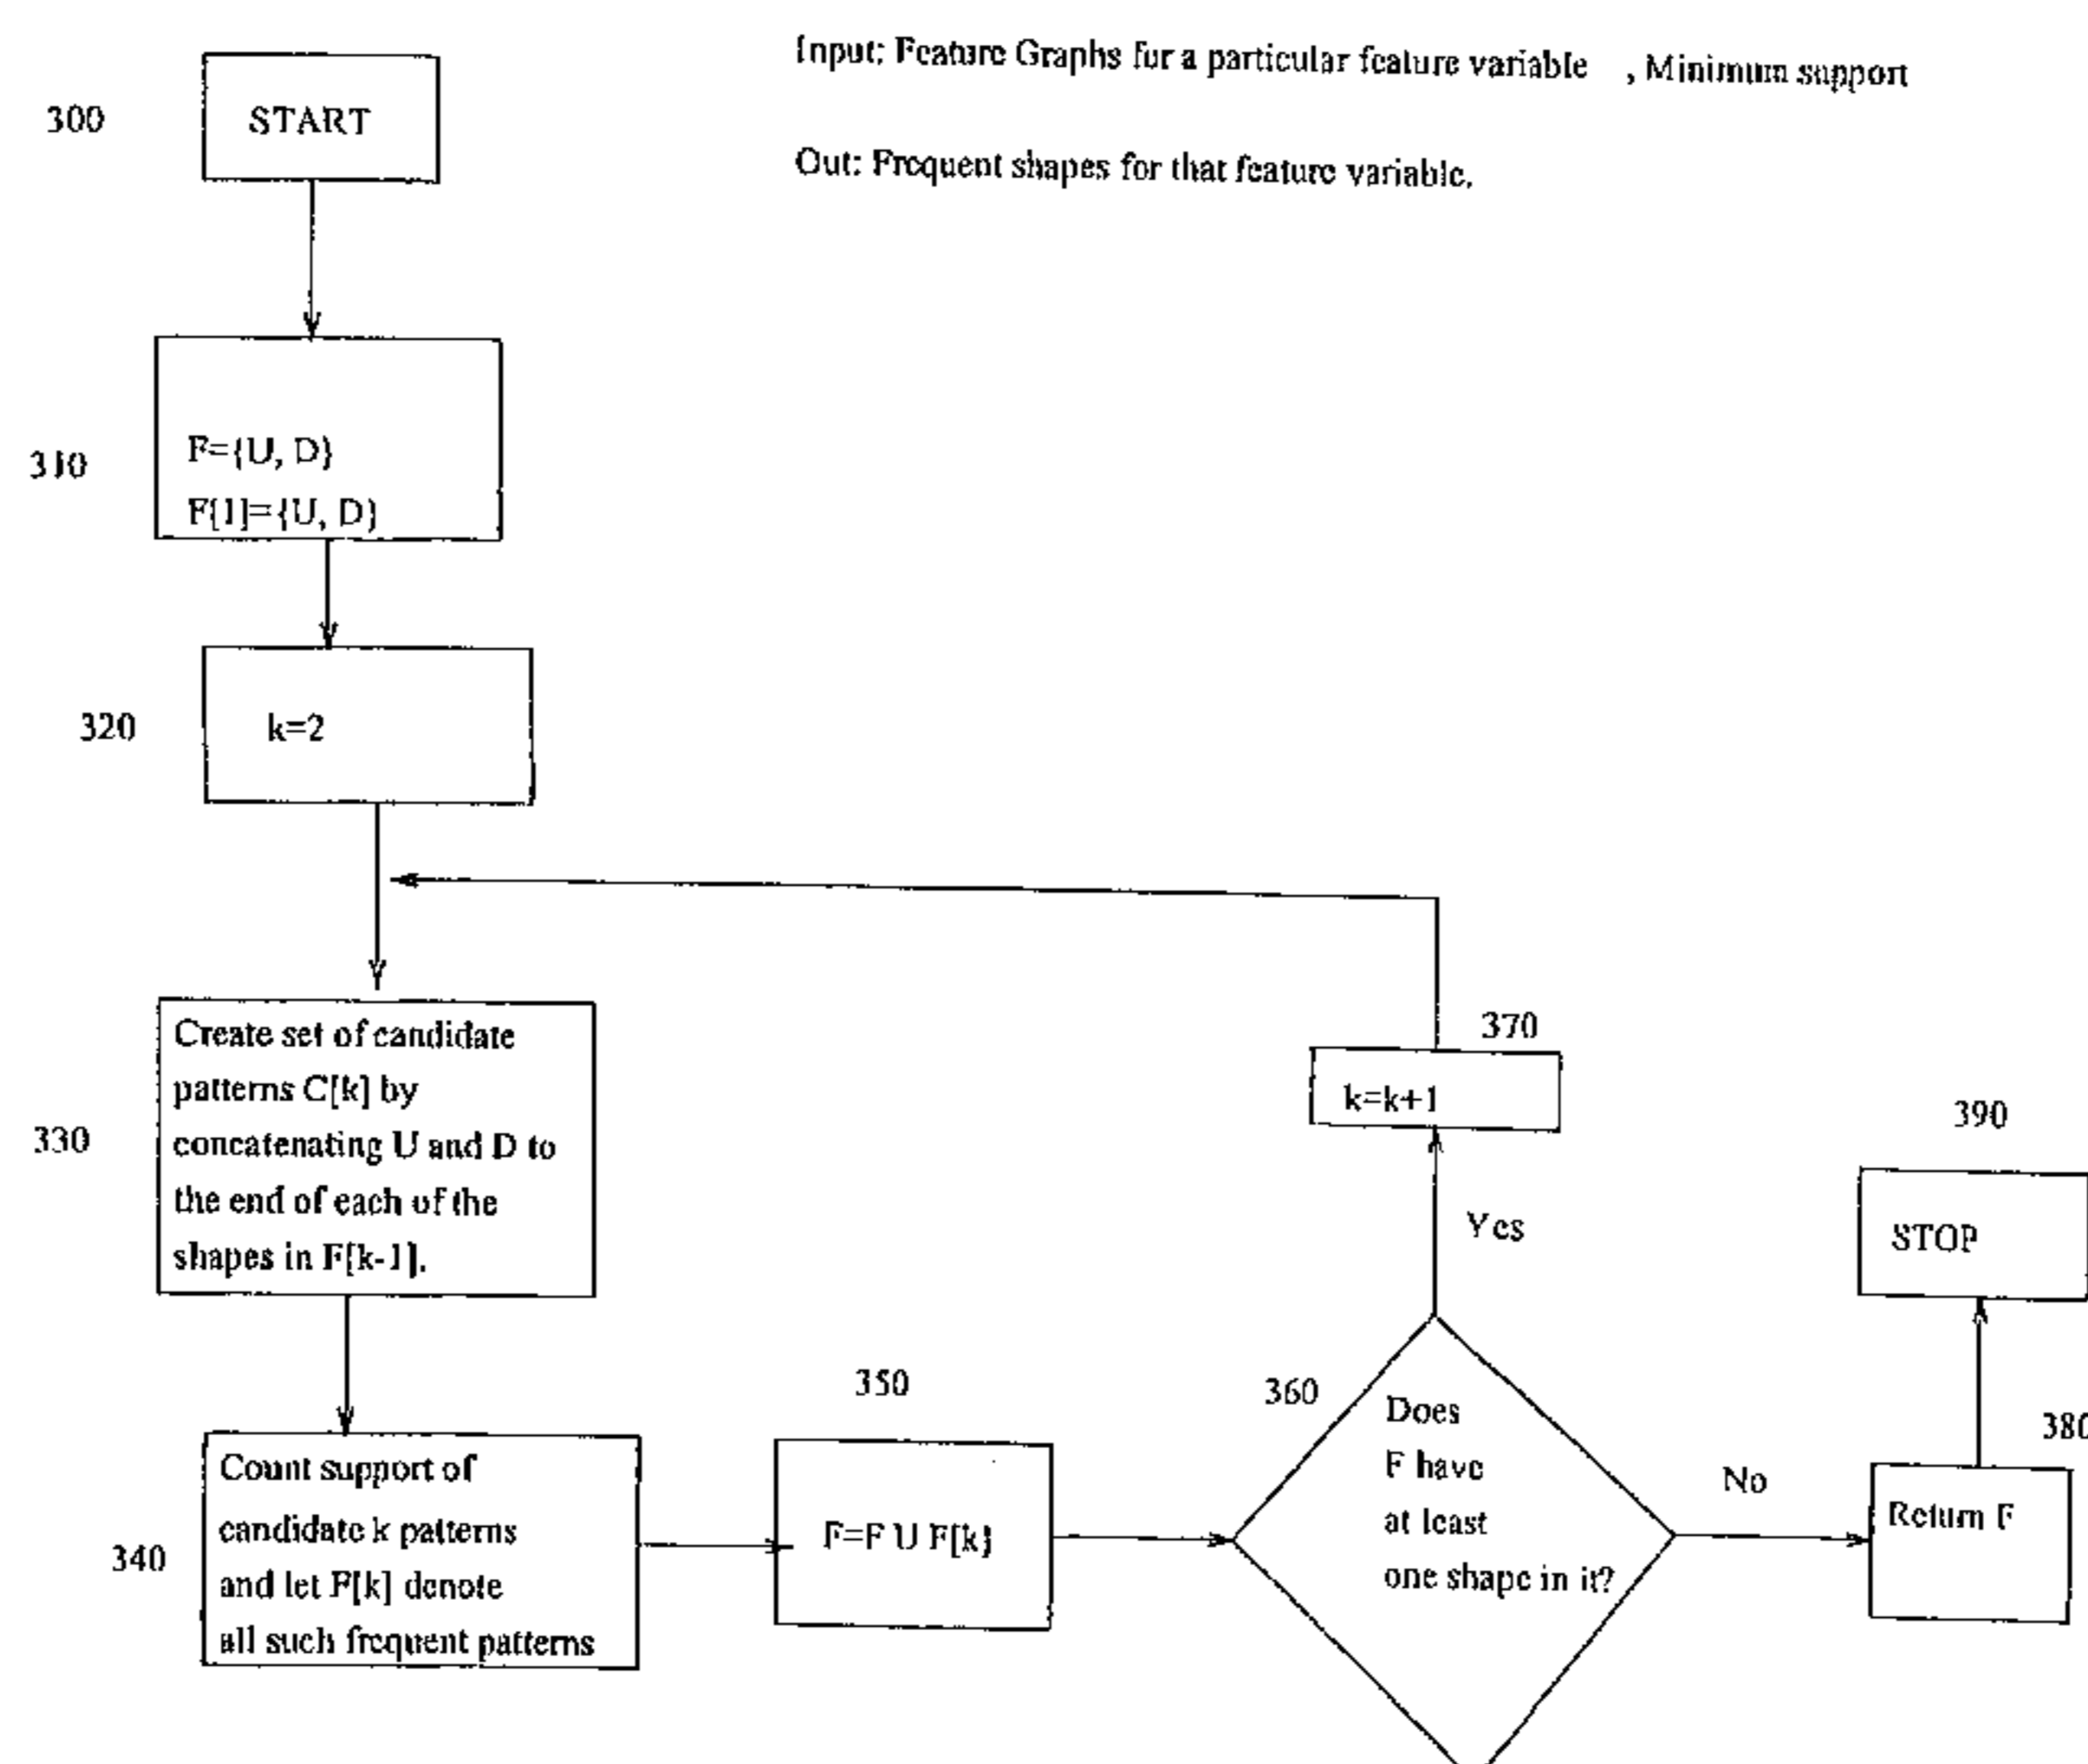 Input: Feature Graphs for a particular feature variable , Minimum support
300
START
Out: Frequent shapes for that feature variable.
310
F={U, D}
F[1]={U, D}
320
k=2
330
Create set of candidate
patterns C[k] by
concatenating U and D to
the end of each of the
shapes in F[k-1].
340
Count support of
candidate k patterns
and let F[k] denote
all such frequent patterns
350
F=F U F[k]
360
Does
F have
at least
one shape in it?
Yes
370
k=k+1
No
380
Return F
390
STOP